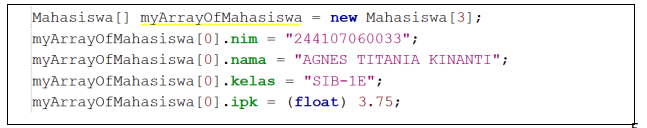 Mahasiswa[] myArrayOfMahasiswa = new Mahasiswa[3];
myArrayOfMahasiswa[0].nim = "244107060033";
myArrayOfMahasiswa[0].nama = "AGNES TITANIA KINANTI";
myArrayOfMahasiswa[0].kelas = "SIB-1E";
myArrayOfMahasiswa[0].ipk = (float) 3.75;